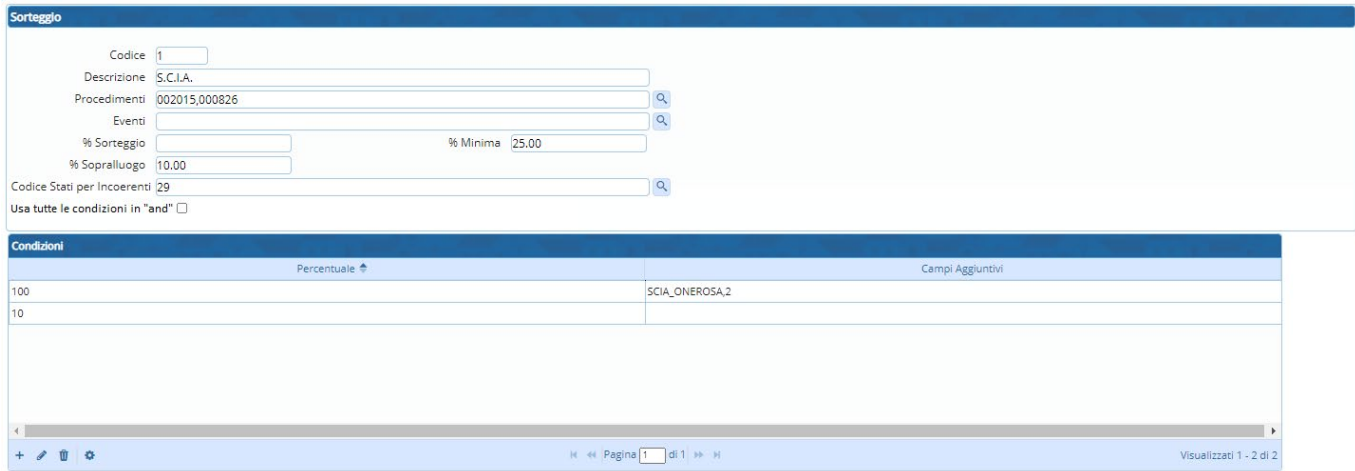 Sorteggio
Codice 1
Descrizione S.C.I.A.
Procedimenti 002015,000826
Eventi
% Sorteggio % Minima 25.00
% Sopralluogo 10.00
Codice Stati per Incoerenti 29
Usa tutte le condizioni in "and"
Condizioni
Percentuale Campi Aggiuntivi
100 SCIA_ONEROSA,2
10
Pagina 1 di 1 Visualizzati 1 - 2 di 2